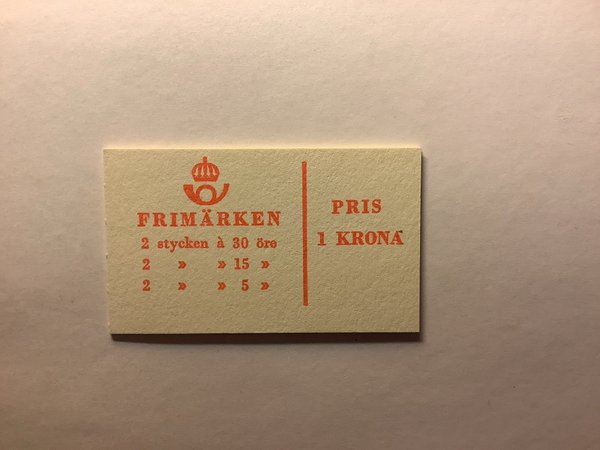 FRIMÄRKEN
2 stycken à 30 öre
2 » » 15 »
2 » » 5 »
PRIS
1 KRONA